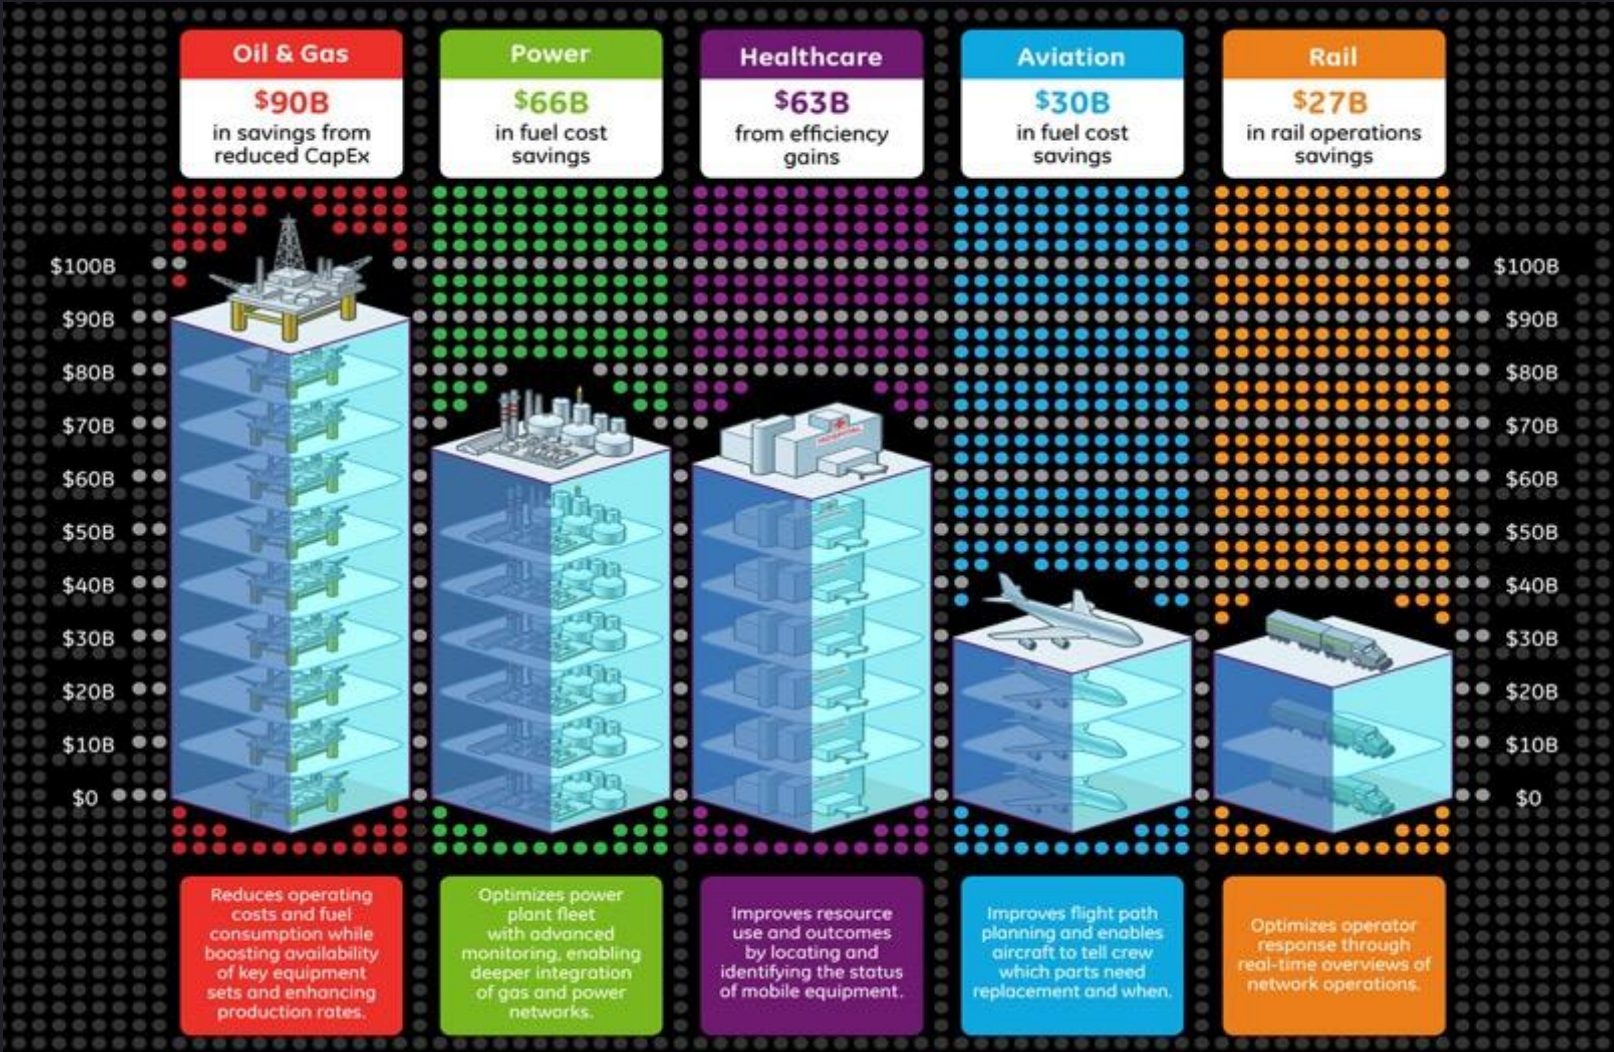 Oil & Gas
$90B
in savings from
reduced CapEx
Power
$66B
in fuel cost
savings
Healthcare
$63B
from efficiency
gains
Aviation
$30B
in fuel cost
savings
Rail
$27B
in rail operations
savings
$100B
$90B
$80B
$70B
$60B
$50B
$40B
$30B
$20B
$10B
$0
$100B
$90B
$80B
$70B
$60B
$50B
$40B
$30B
$20B
$10B
$0
Reduces operating
costs and fuel
consumption while
boosting availability
of key equipment
sets and enhancing
production rates.
Optimizes power
plant fleet
with advanced
monitoring, enabling
deeper integration
of gas and power
networks.
Improves resource
use and outcomes
by locating and
identifying the status
of mobile equipment.
Improves flight path
planning and enables
aircraft to tell crew
which parts need
replacement and when.
Optimizes operator
response through
real-time overviews of
network operations.